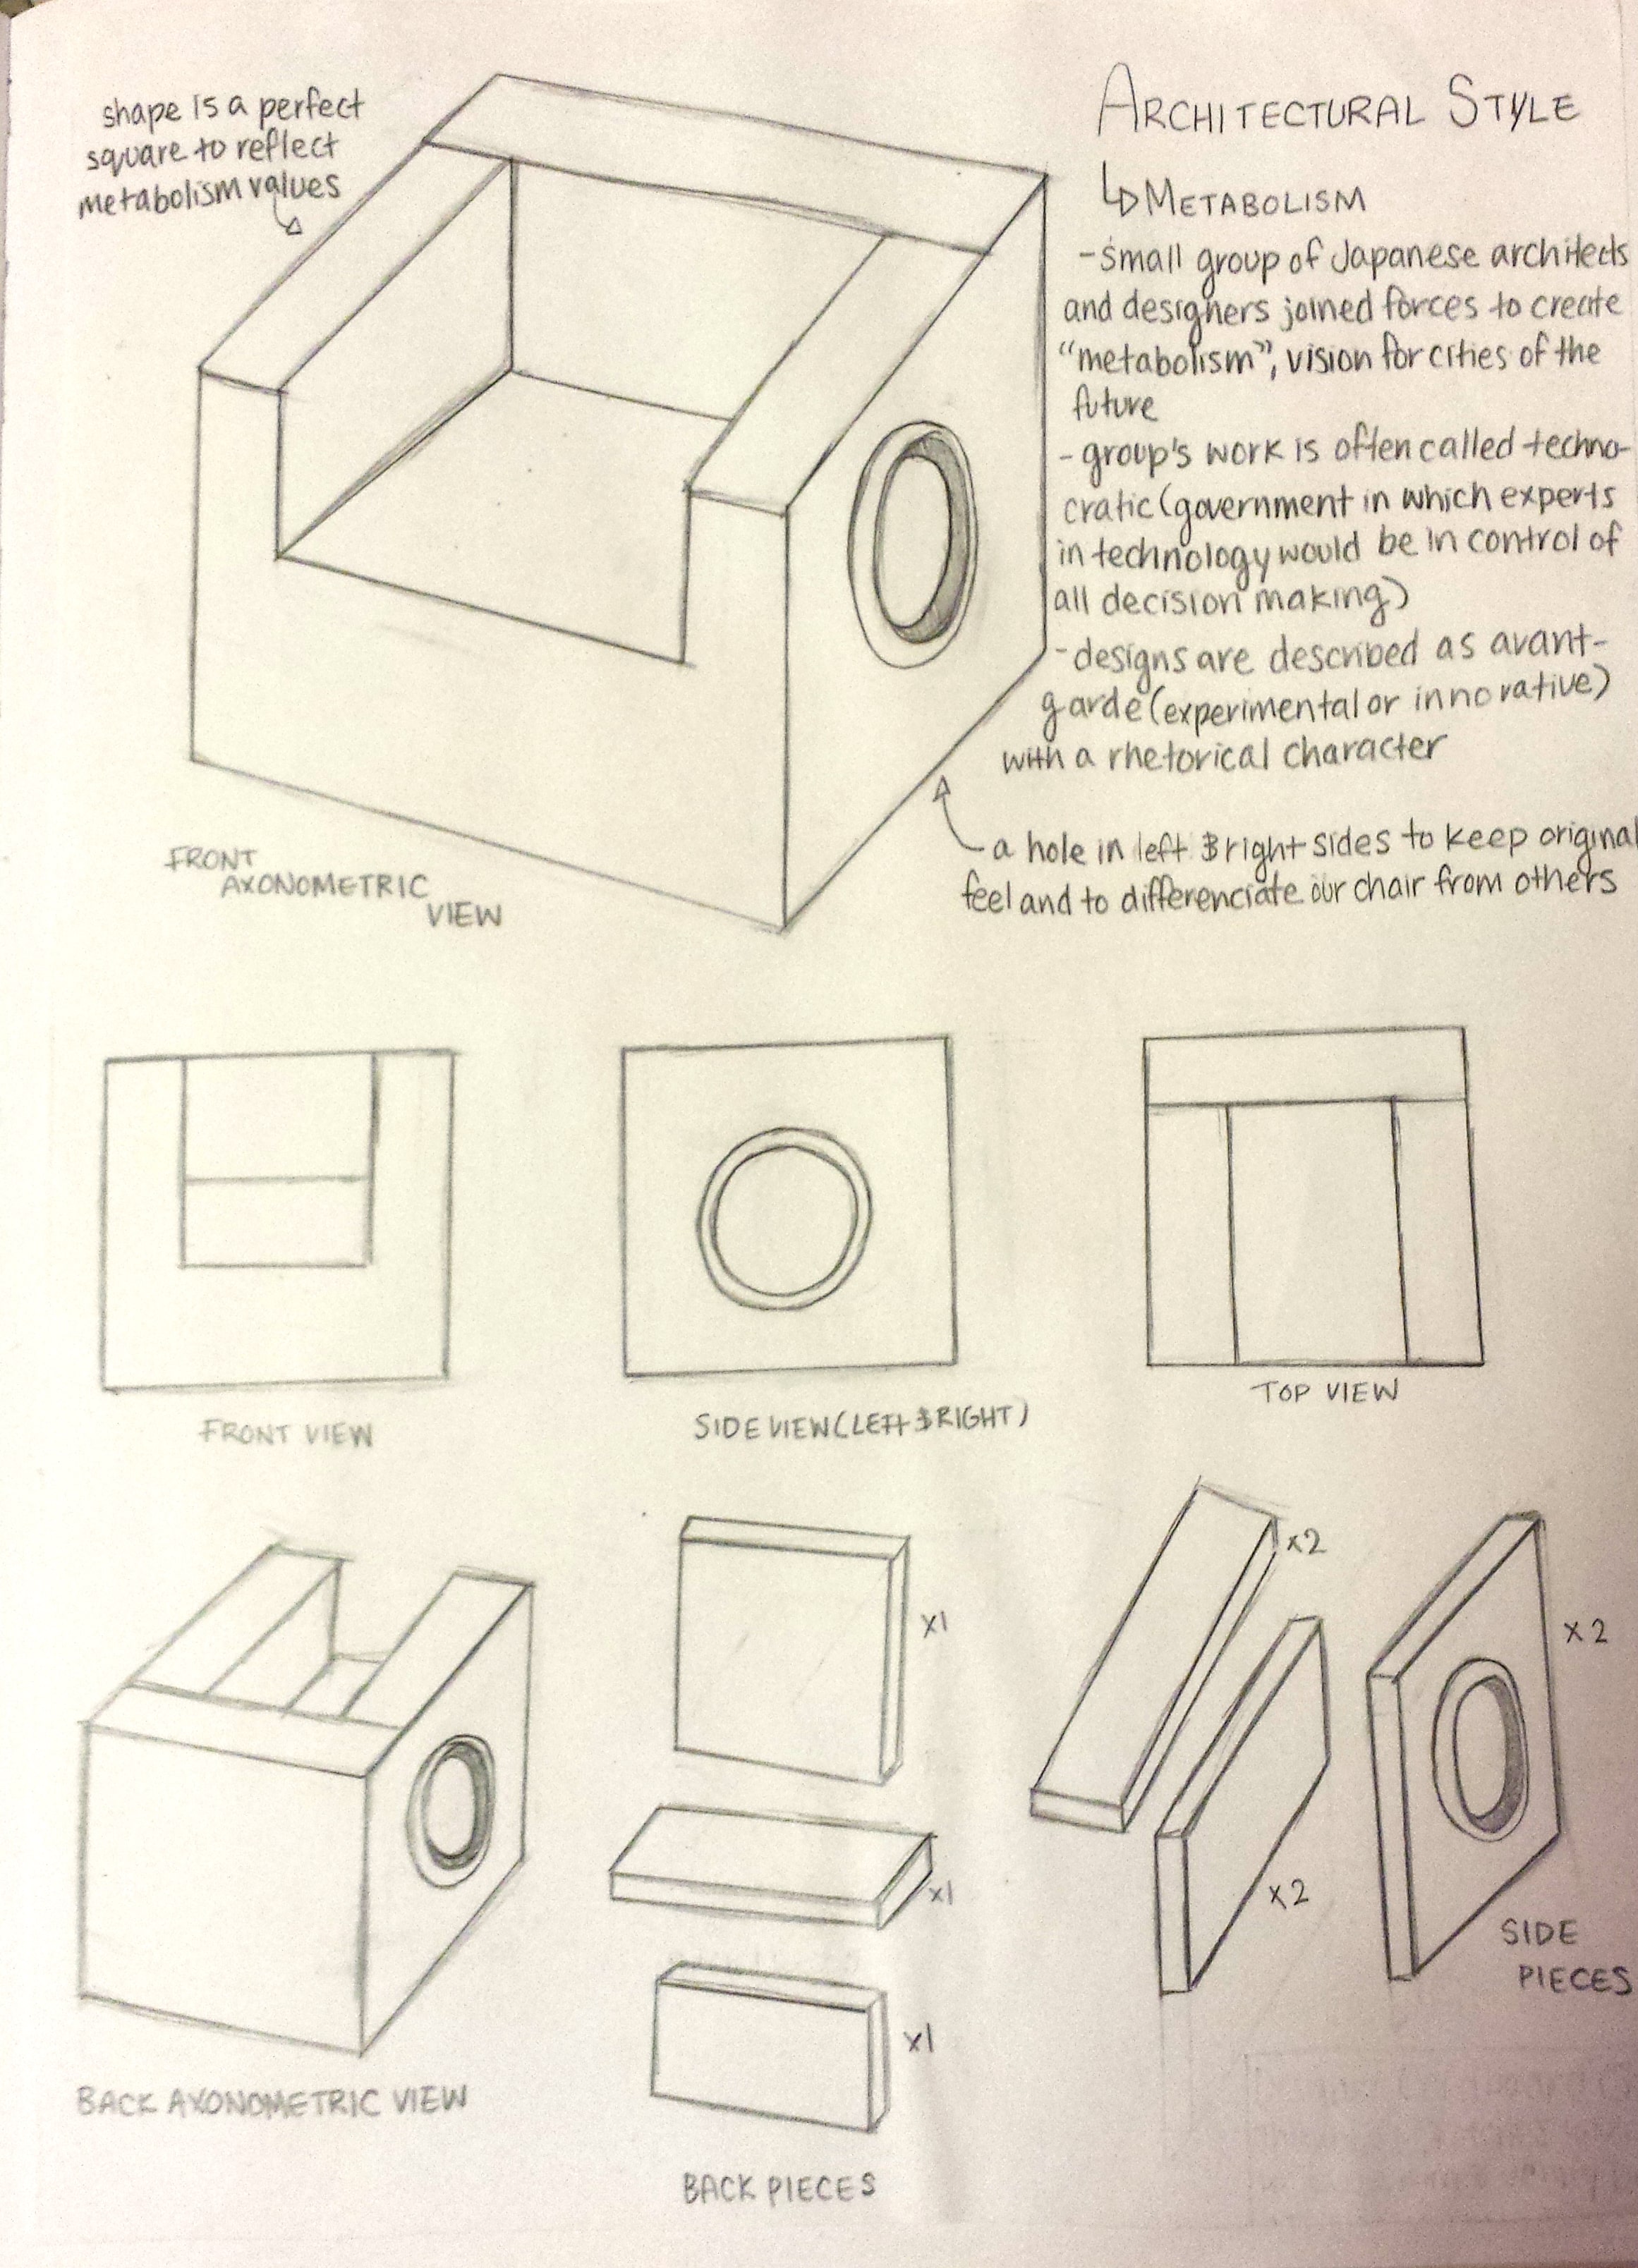 shape is a perfect
square to reflect
metabolism values
ARCHITECTURAL STYLE
METABOLISM
-small group of Japanese architects
and designers joined forces to create
"metabolism", vision for cities of the
future
- group's work is often called techno-
cratic (government in which experts
in technology would be in control of
all decision making)
-designs are described as avant-
garde (experimental or innovative)
with a rhetorical character
a hole in left & right sides to keep original
feel and to differenciate our chair from others
FRONT
AXONOMETRIC
VIEW
FRONT VIEW
SIDE VIEW (LEFT & RIGHT)
TOP VIEW
x1
x1
x1
x2
x2
x2
SIDE
PIECES
BACK AXONOMETRIC VIEW
BACK PIECES